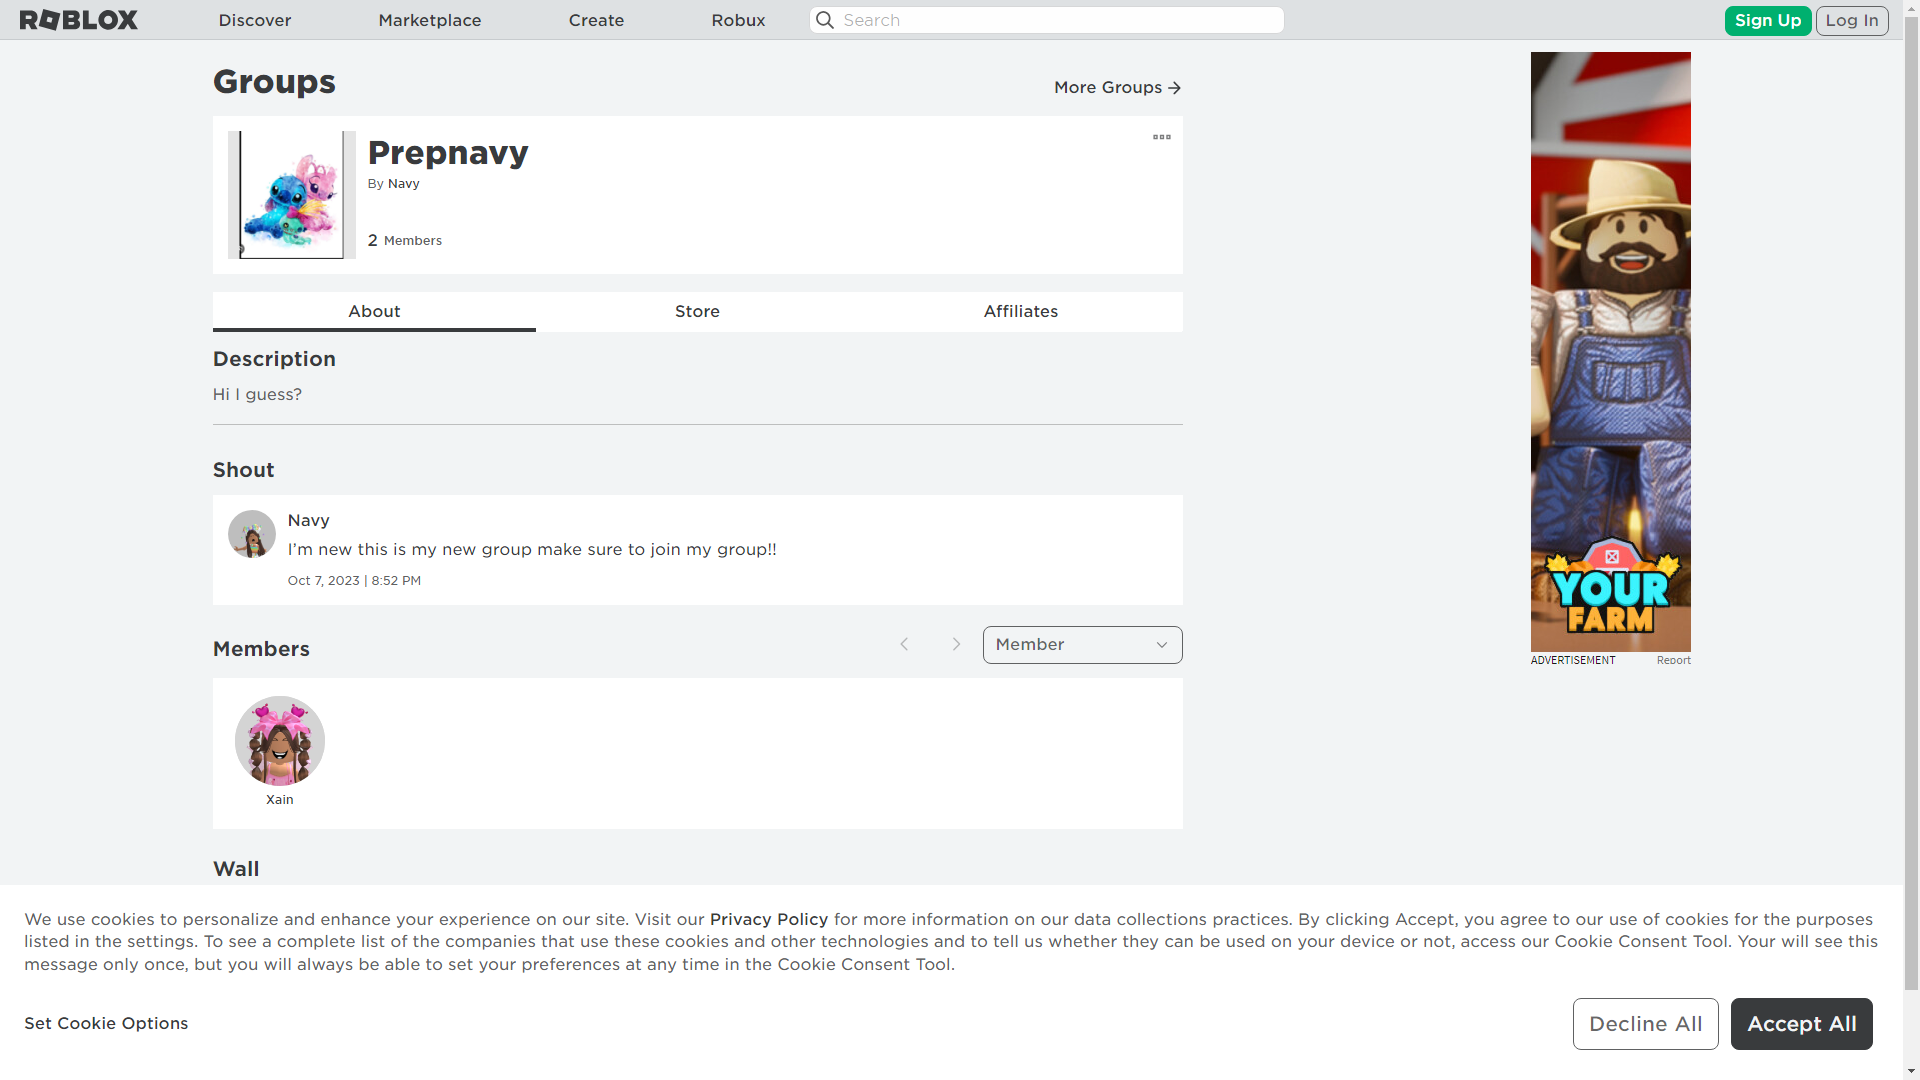 ROBLOX
Discover
Marketplace
Create
Robux
Search
Sign Up
Log In
Groups
More Groups
Prepnavy
By Navy
2 Members
About
Store
Affiliates
Description
Hi I guess?
Shout
Navy
I’m new this is my new group make sure to join my group!!
Oct 7, 2023 | 8:52 PM
Members
Member
Xain
Wall
YOUR
FARM
ADVERTISEMENT
Report
We use cookies to personalize and enhance your experience on our site. Visit our Privacy Policy for more information on our data collections practices. By clicking Accept, you agree to our use of cookies for the purposes
listed in the settings. To see a complete list of the companies that use these cookies and other technologies and to tell us whether they can be used on your device or not, access our Cookie Consent Tool. Your will see this
message only once, but you will always be able to set your preferences at any time in the Cookie Consent Tool.
Set Cookie Options
Decline All
Accept All